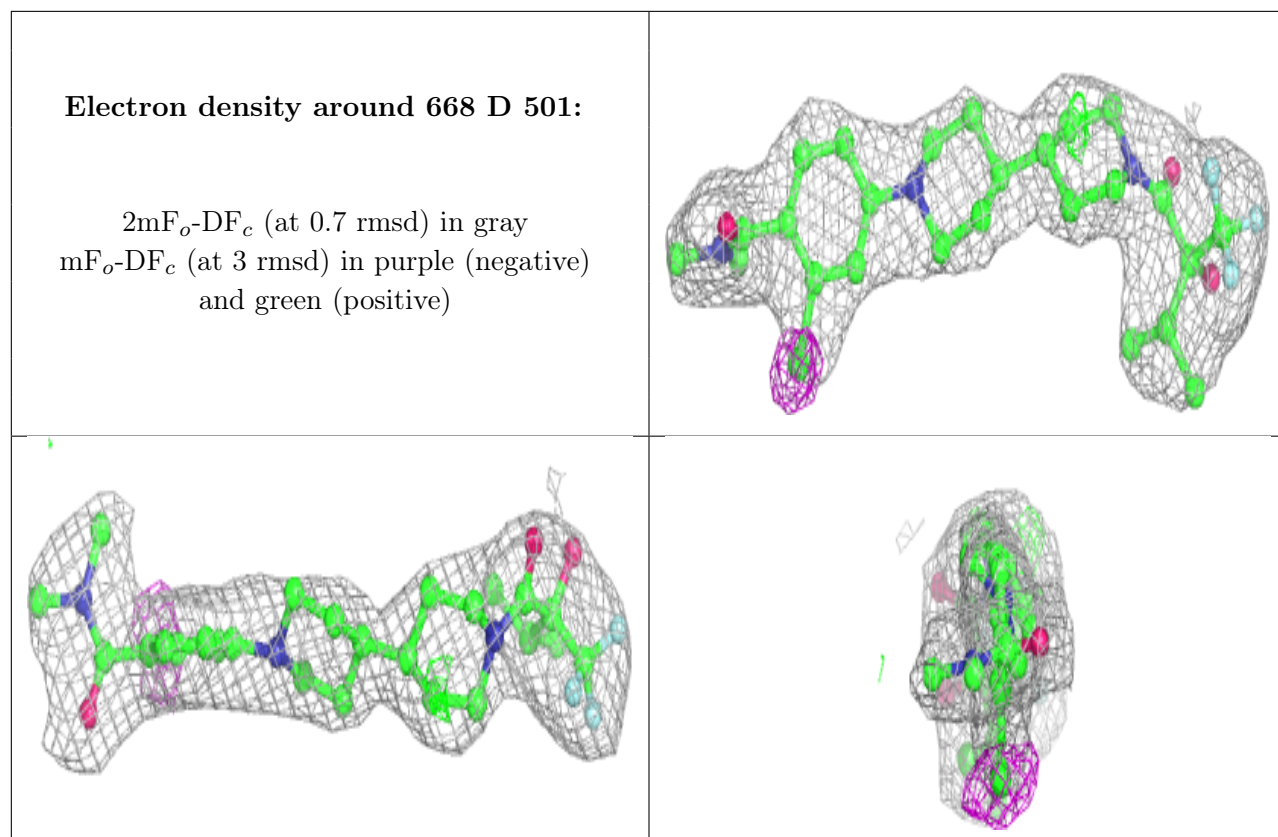 Electron density around 668 D 501:
2mFo-DFc (at 0.7 rmsd) in gray
mFo-DFc (at 3 rmsd) in purple (negative)
and green (positive)